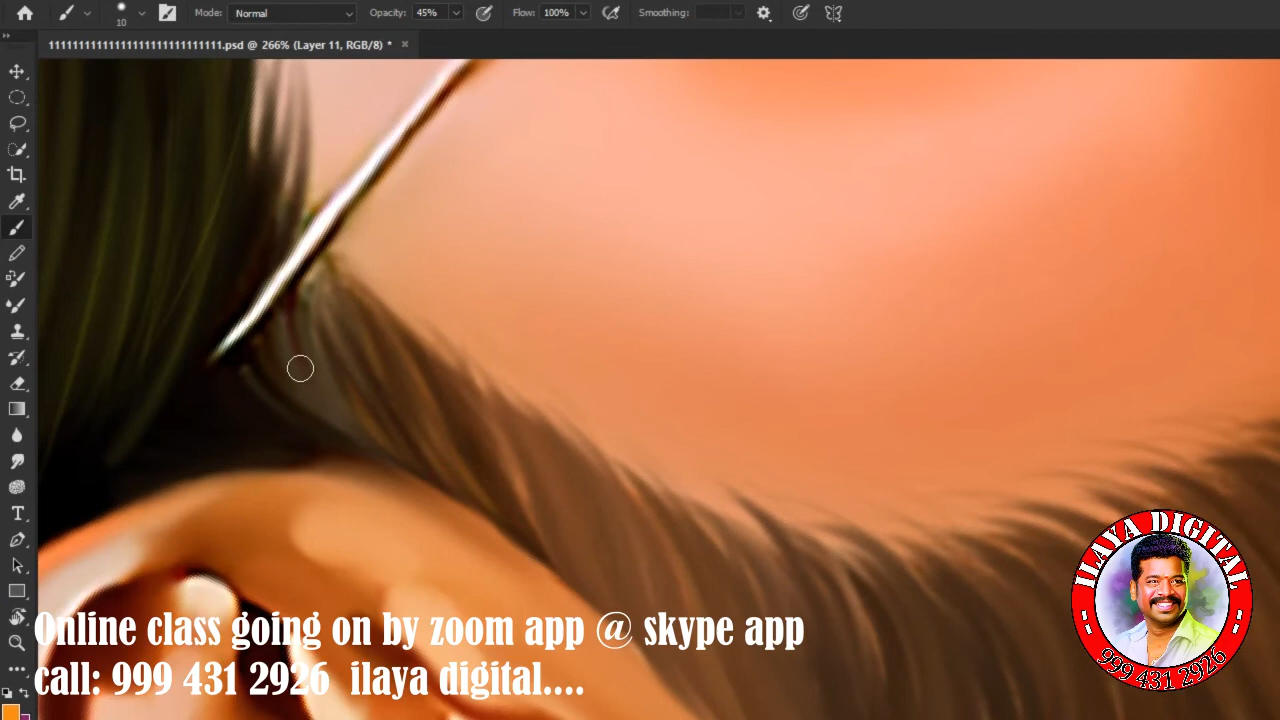 10
Mode: Normal
Opacity: 45%
Flow: 100%
Smoothing:
11111111111111111111111111111.psd @ 266% (Layer 11, RGB/8) *
ILAYA DIGITAL
999 431 2926
Online class going on by zoom app @ skype app
call: 999 431 2926 ilaya digital....